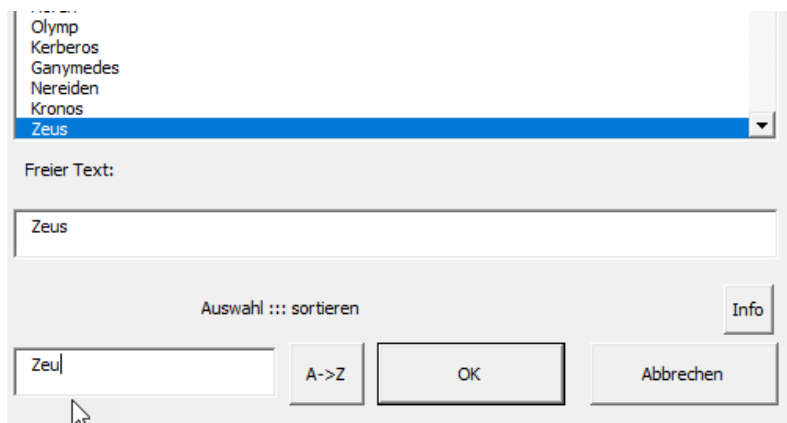 Olymp
Kerberos
Ganymedes
Nereiden
Kronos
Zeus
Freier Text:
Zeus
Auswahl ::: sortieren
Info
Zeu
A->Z
OK
Abbrechen